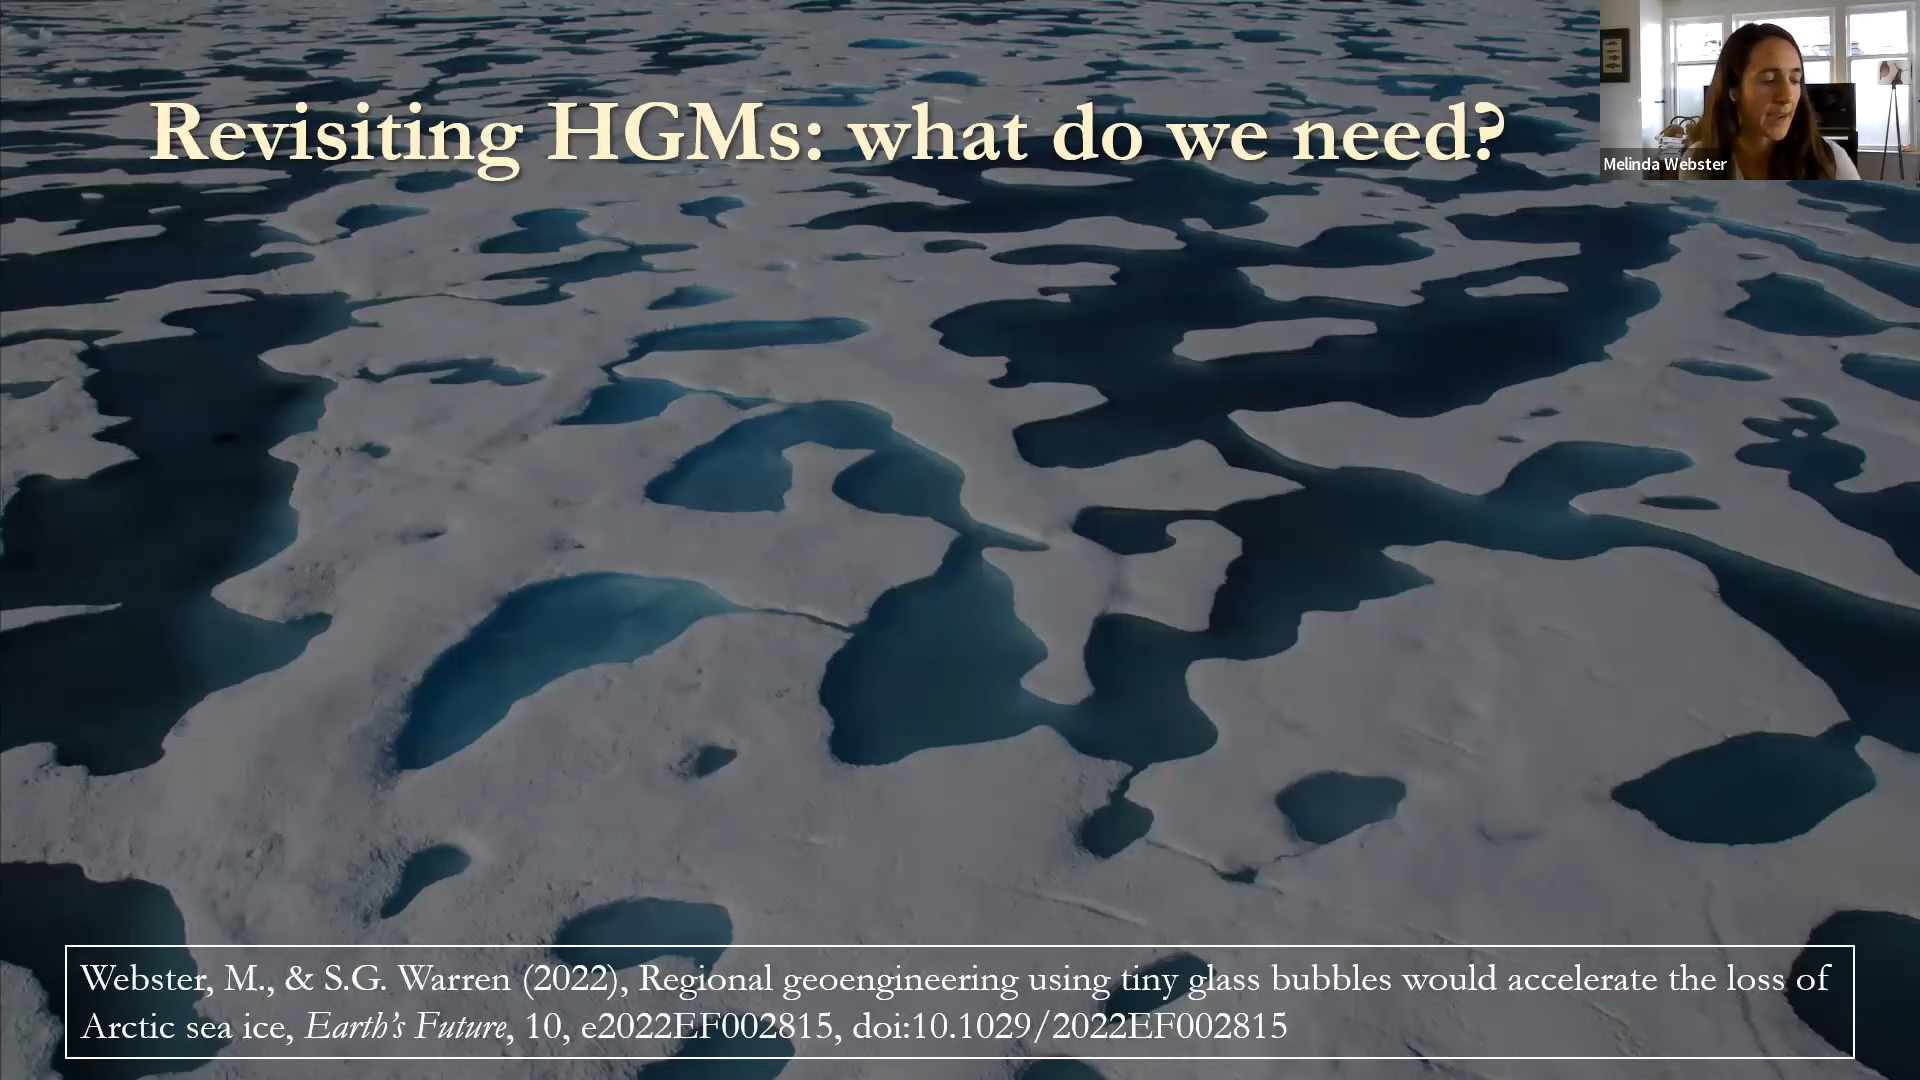 Revisiting HGMs: what do we need?
Melinda Webster
Webster, M., & S.G. Warren (2022), Regional geoengineering using tiny glass bubbles would accelerate the loss of
Arctic sea ice, Earth's Future, 10, e2022EF002815, doi:10.1029/2022EF002815